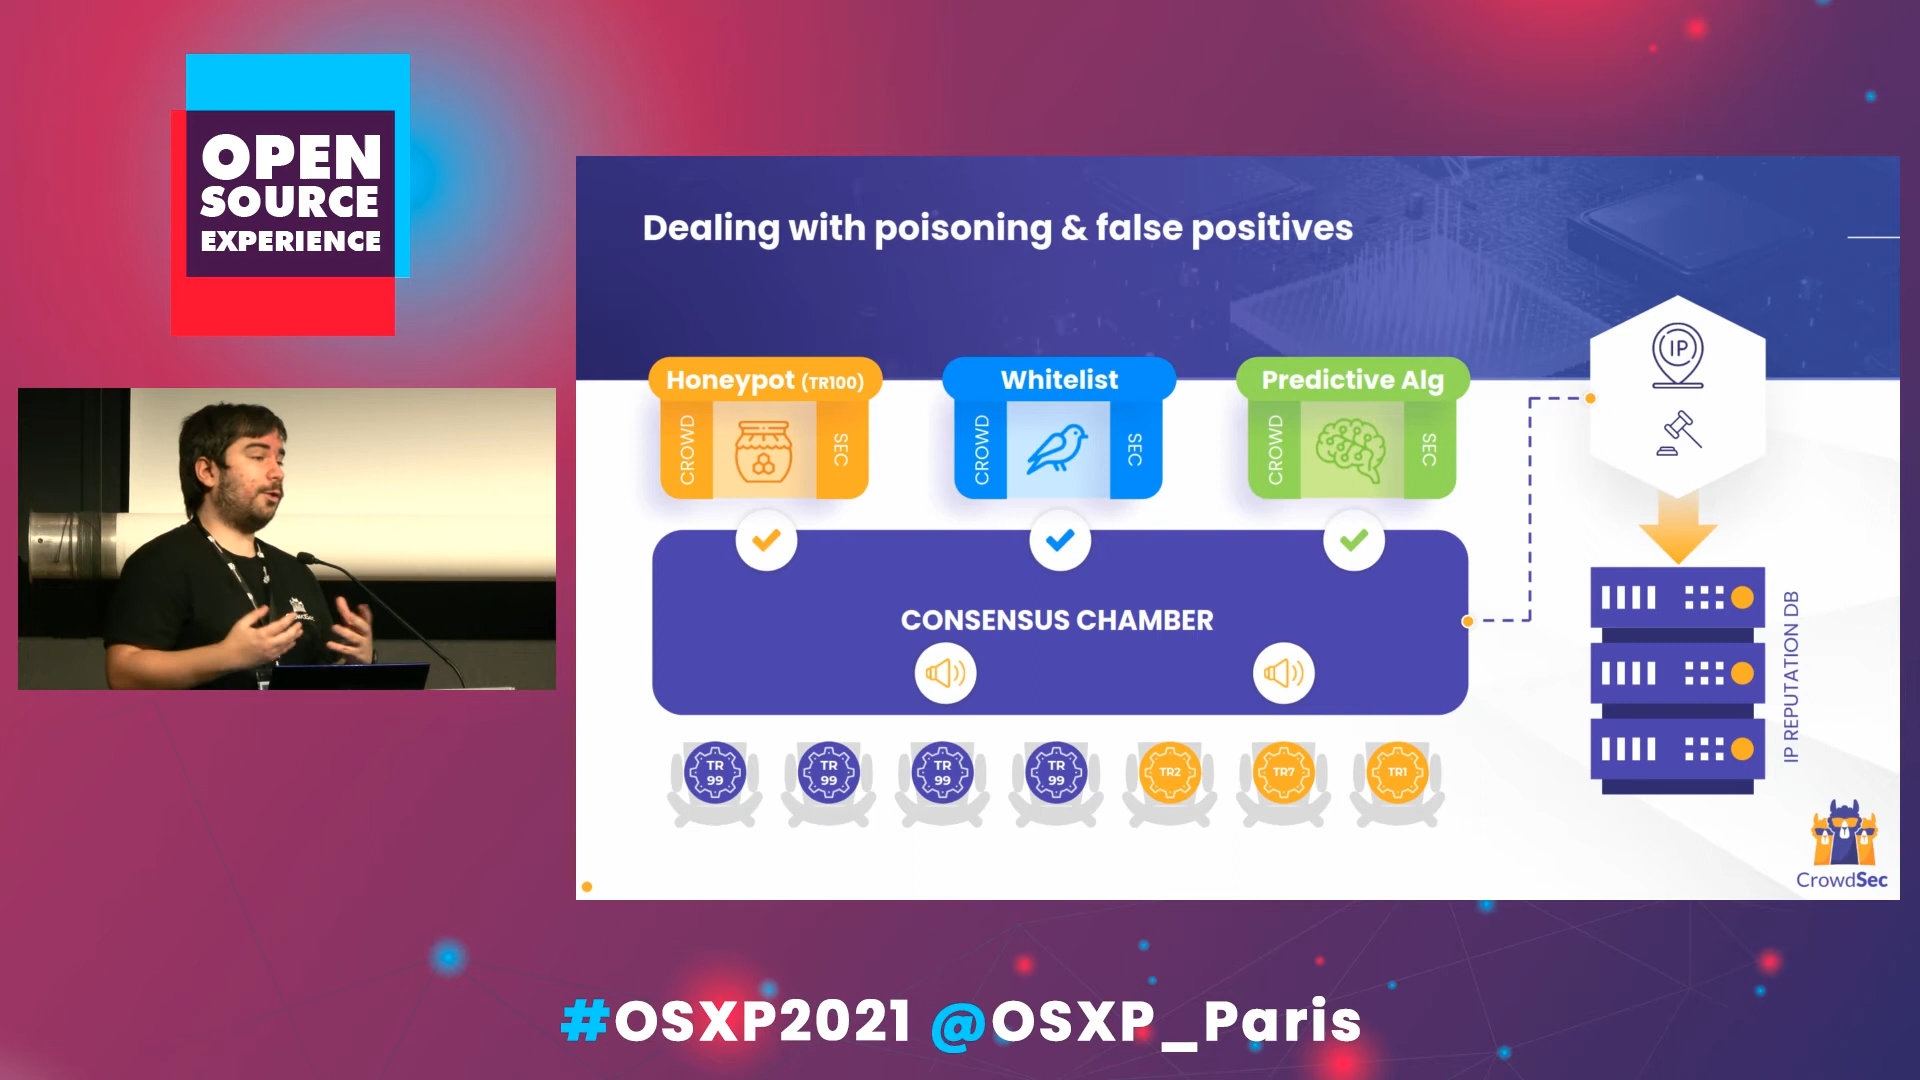 OPEN
SOURCE
EXPERIENCE
Dealing with poisoning & false positives
IP
Honeypot (TR100)
Whitelist
Predictive Alg
CROWD
SEC
CROWD
SEC
CROWD
SEC
CONSENSUS CHAMBER
IP REPUTATION DB
TR
99
TR
99
TR
99
TR
99
TR2
TR7
TR1
CrowdSec
#OSXP2021 @OSXP_Paris